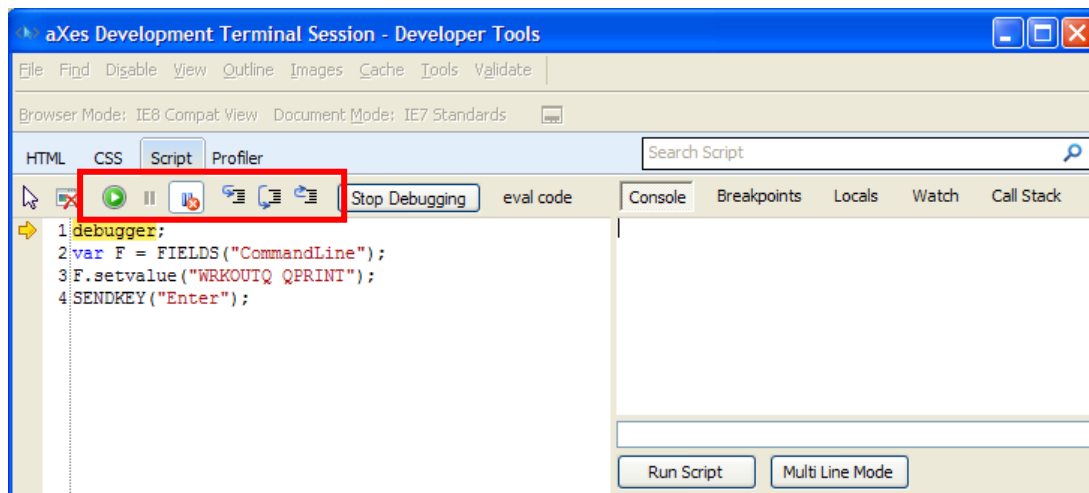 aXes Development Terminal Session - Developer Tools
File Find Disable View Outline Images Cache Tools Validate
Browser Mode: IE8 Compat View Document Mode: IE7 Standards
HTML CSS Script Profiler
Search Script
Stop Debugging eval code
Console Breakpoints Locals Watch Call Stack
1 debugger;
2 var F = FIELDS("CommandLine");
3 F.setvalue("WRKOUTQ QPRINT");
4 SENDKEY("Enter");
Run Script Multi Line Mode